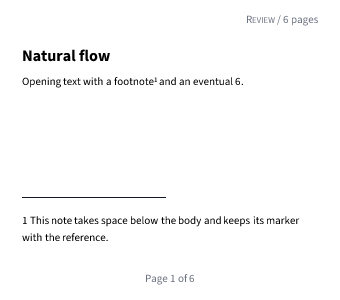 Review / 6 pages
Natural flow
Opening text with a footnote¹ and an eventual 6.
1 This note takes space below the body and keeps its marker
with the reference.
Page 1 of 6